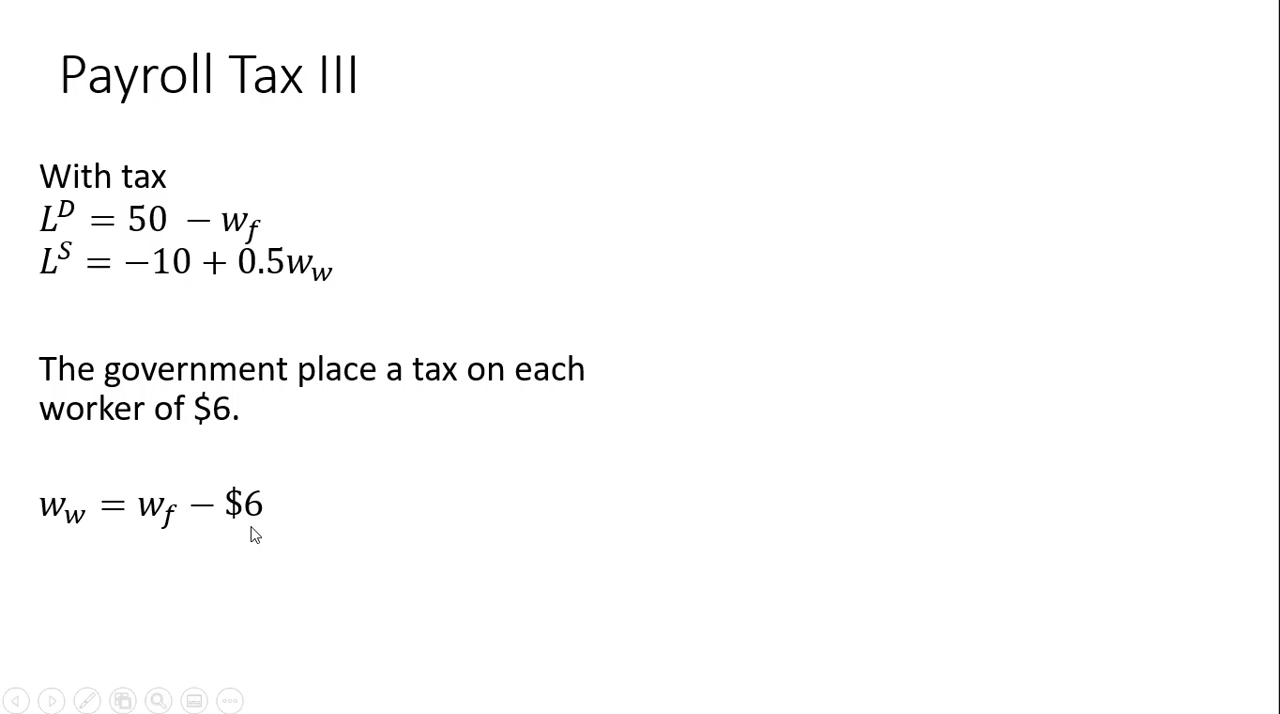 Payroll Tax III
With tax
L^D = 50 − w_f
L^S = −10 + 0.5w_w
The government place a tax on each
worker of $6.
w_w = w_f − $6